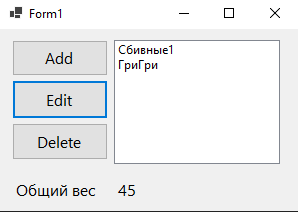 Form1
Add
Edit
Delete
Сбивные1
ГриГри
Общий вес 45